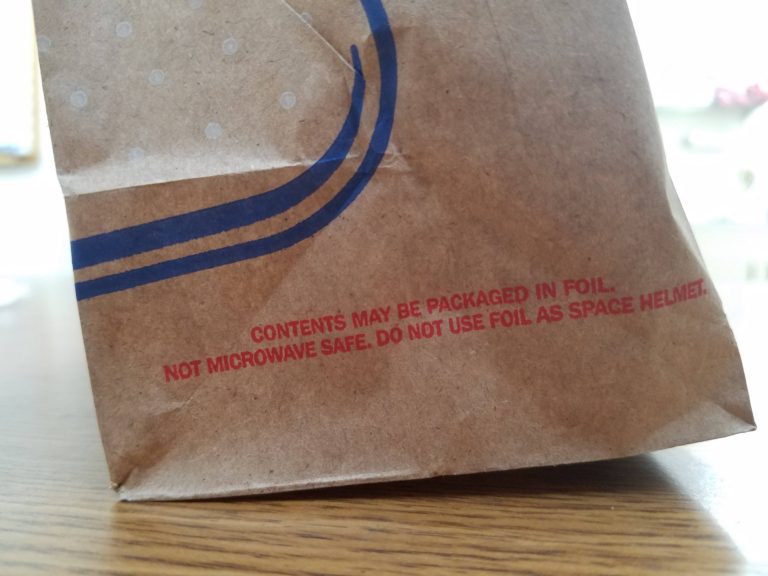 CONTENTS MAY BE PACKAGED IN FOIL.
NOT MICROWAVE SAFE. DO NOT USE FOIL AS SPACE HELMET.